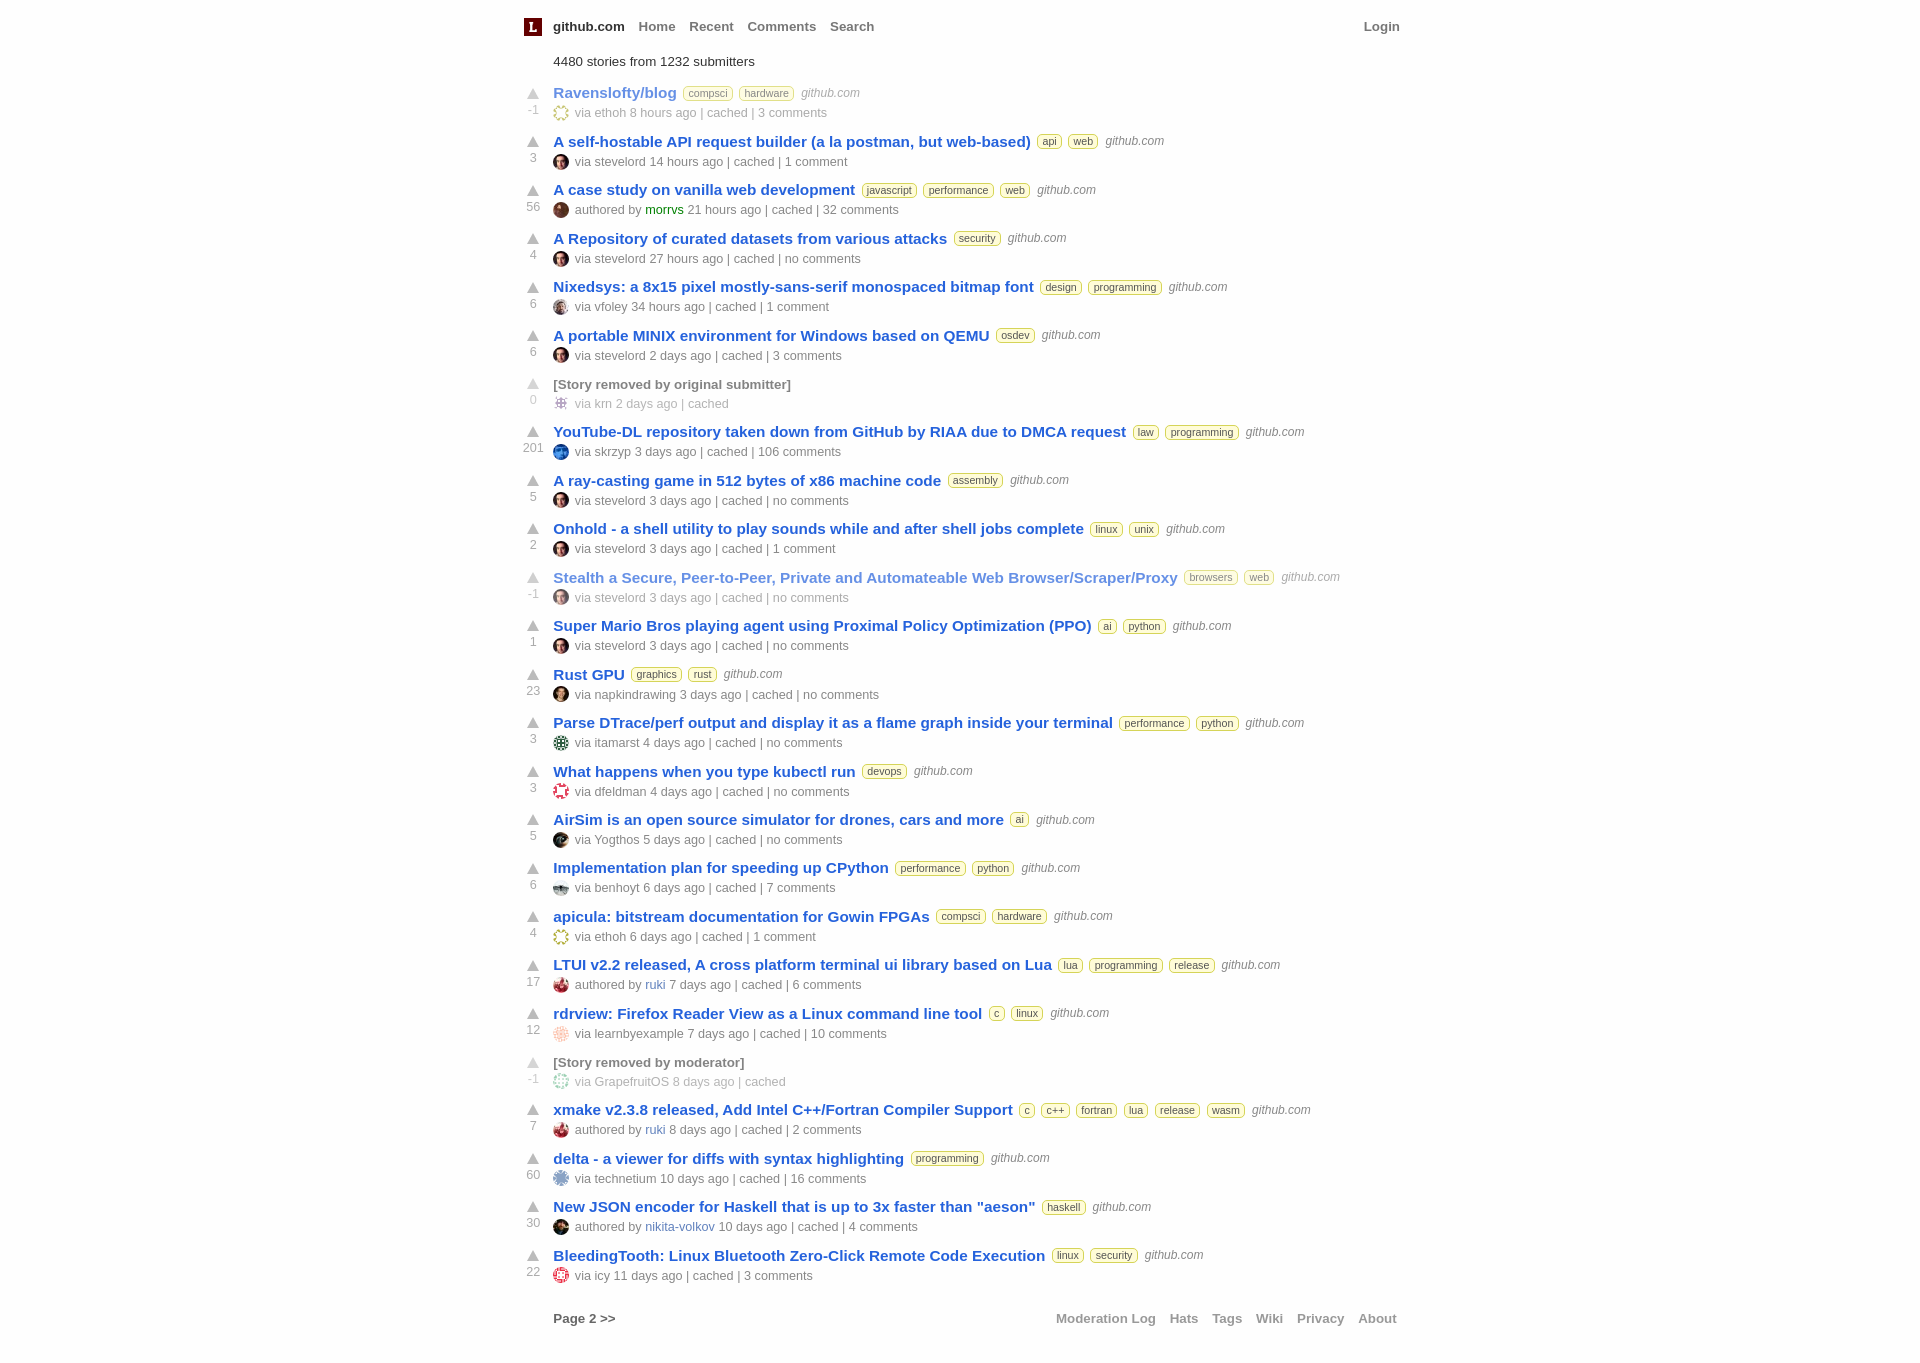 L github.com Home Recent Comments Search Login
4480 stories from 1232 submitters
Ravenslofty/blog compsci hardware github.com
-1 via ethoh 8 hours ago | cached | 3 comments
A self-hostable API request builder (a la postman, but web-based) api web github.com
3 via stevelord 14 hours ago | cached | 1 comment
A case study on vanilla web development javascript performance web github.com
56 authored by morrvs 21 hours ago | cached | 32 comments
A Repository of curated datasets from various attacks security github.com
4 via stevelord 27 hours ago | cached | no comments
Nixedsys: a 8x15 pixel mostly-sans-serif monospaced bitmap font design programming github.com
6 via vfoley 34 hours ago | cached | 1 comment
A portable MINIX environment for Windows based on QEMU osdev github.com
6 via stevelord 2 days ago | cached | 3 comments
[Story removed by original submitter]
0 via krn 2 days ago | cached
YouTube-DL repository taken down from GitHub by RIAA due to DMCA request law programming github.com
201 via skrzyp 3 days ago | cached | 106 comments
A ray-casting game in 512 bytes of x86 machine code assembly github.com
5 via stevelord 3 days ago | cached | no comments
Onhold - a shell utility to play sounds while and after shell jobs complete linux unix github.com
2 via stevelord 3 days ago | cached | 1 comment
Stealth a Secure, Peer-to-Peer, Private and Automateable Web Browser/Scraper/Proxy browsers web github.com
-1 via stevelord 3 days ago | cached | no comments
Super Mario Bros playing agent using Proximal Policy Optimization (PPO) ai python github.com
1 via stevelord 3 days ago | cached | no comments
Rust GPU graphics rust github.com
23 via napkindrawing 3 days ago | cached | no comments
Parse DTrace/perf output and display it as a flame graph inside your terminal performance python github.com
3 via itamarst 4 days ago | cached | no comments
What happens when you type kubectl run devops github.com
3 via dfeldman 4 days ago | cached | no comments
AirSim is an open source simulator for drones, cars and more ai github.com
5 via Yogthos 5 days ago | cached | no comments
Implementation plan for speeding up CPython performance python github.com
6 via benhoyt 6 days ago | cached | 7 comments
apicula: bitstream documentation for Gowin FPGAs compsci hardware github.com
4 via ethoh 6 days ago | cached | 1 comment
LTUI v2.2 released, A cross platform terminal ui library based on Lua lua programming release github.com
17 authored by ruki 7 days ago | cached | 6 comments
rdrview: Firefox Reader View as a Linux command line tool c linux github.com
12 via learnbyexample 7 days ago | cached | 10 comments
[Story removed by moderator]
-1 via GrapefruitOS 8 days ago | cached
xmake v2.3.8 released, Add Intel C++/Fortran Compiler Support c c++ fortran lua release wasm github.com
7 authored by ruki 8 days ago | cached | 2 comments
delta - a viewer for diffs with syntax highlighting programming github.com
60 via technetium 10 days ago | cached | 16 comments
New JSON encoder for Haskell that is up to 3x faster than "aeson" haskell github.com
30 authored by nikita-volkov 10 days ago | cached | 4 comments
BleedingTooth: Linux Bluetooth Zero-Click Remote Code Execution linux security github.com
22 via icy 11 days ago | cached | 3 comments
Page 2 >> Moderation Log Hats Tags Wiki Privacy About